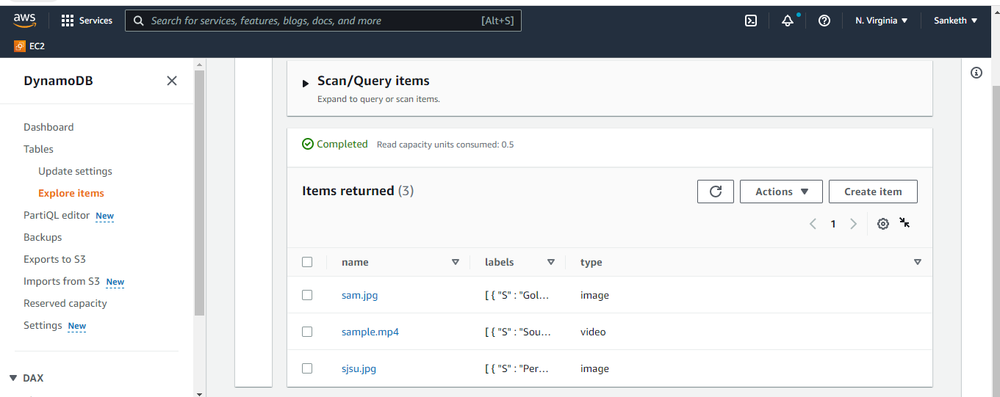 aws
Services
Search for services, features, blogs, docs, and more
[Alt+S]
N. Virginia
Sanketh
EC2
DynamoDB
Dashboard
Tables
Update settings
Explore items
PartiQL editor New
Backups
Exports to S3
Imports from S3 New
Reserved capacity
Settings New
DAX
Scan/Query items
Expand to query or scan items.
Completed Read capacity units consumed: 0.5
Items returned (3)
Actions
Create item
1
name labels type
sam.jpg [ { "S" : "Gol... image
sample.mp4 [ { "S" : "Sou... video
sjsu.jpg [ { "S" : "Per... image